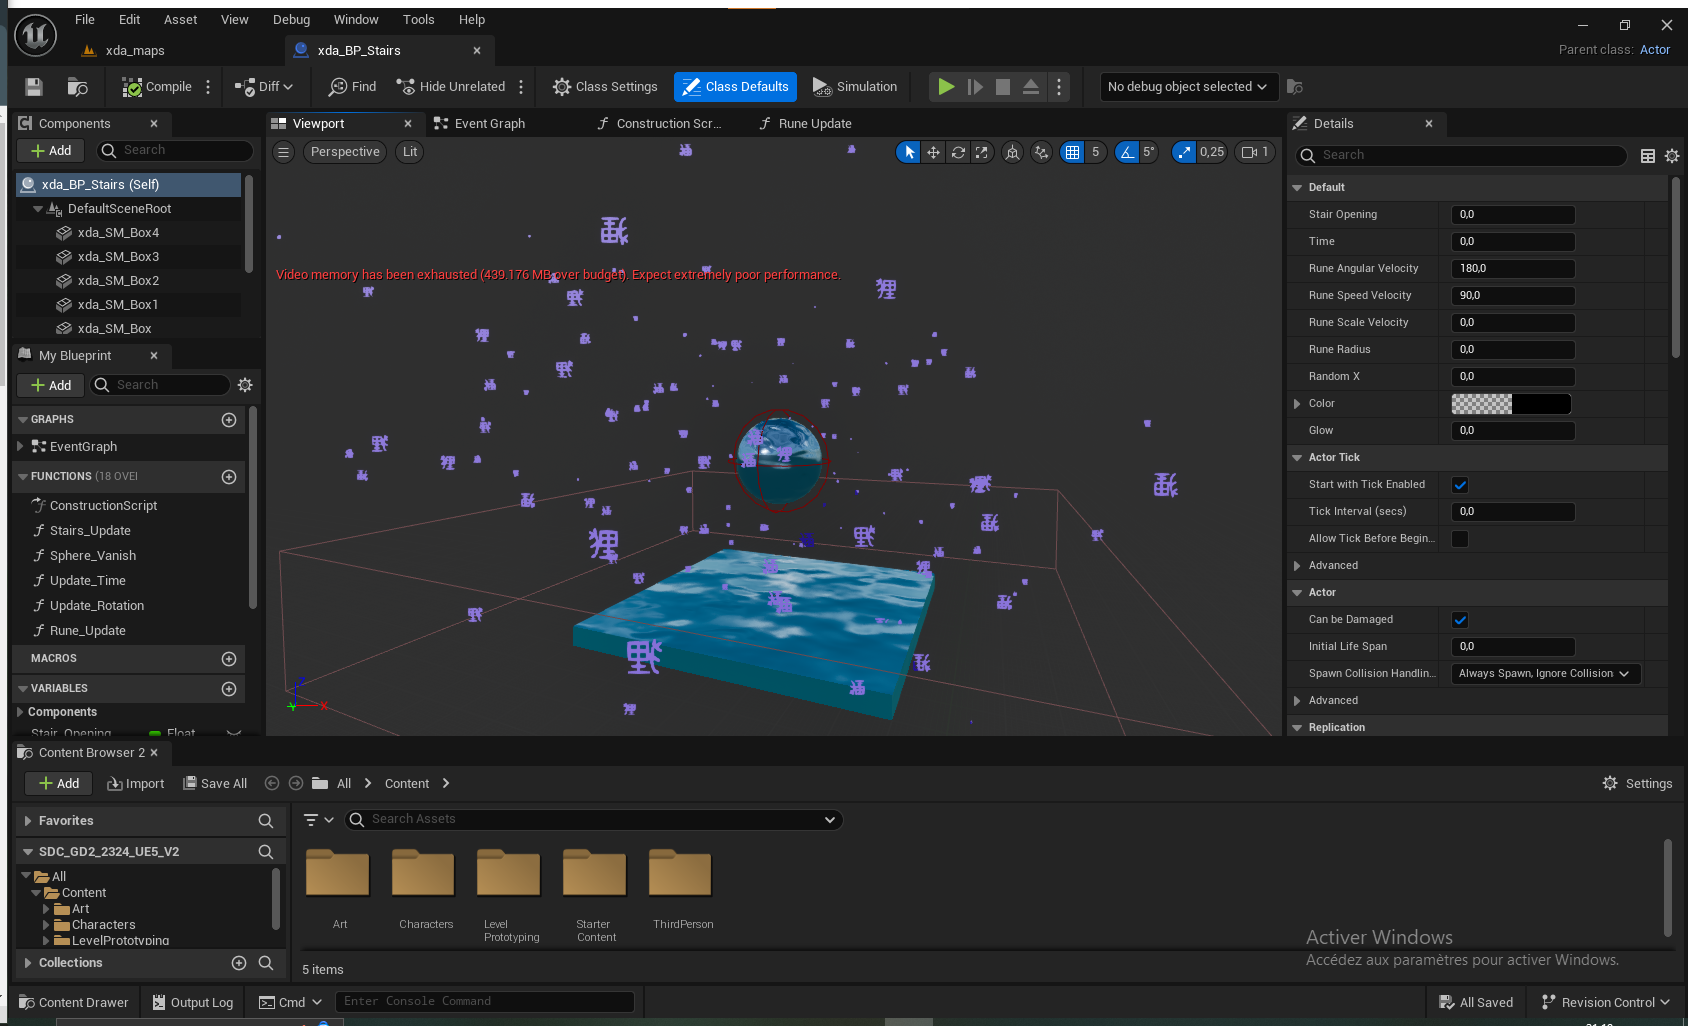 File Edit Asset View Debug Window Tools Help
xda_maps
xda_BP_Stairs
Parent class: Actor
Compile
Diff
Find
Hide Unrelated
Class Settings
Class Defaults
Simulation
No debug object selected
Components
Add
Search
xda_BP_Stairs (Self)
DefaultSceneRoot
xda_SM_Box4
xda_SM_Box3
xda_SM_Box2
xda_SM_Box1
xda_SM_Box
My Blueprint
Add
Search
GRAPHS
EventGraph
FUNCTIONS (18 OVEI
ConstructionScript
Stairs_Update
Sphere_Vanish
Update_Time
Update_Rotation
Rune_Update
MACROS
VARIABLES
Components
Stair_Opening Float
Viewport
Event Graph
Construction Scr...
Rune Update
Perspective
Lit
5
5°
0,25
1
Video memory has been exhausted (439.176 MB over budget). Expect extremely poor performance.
Z
Y
X
Details
Search
Default
Stair Opening 0,0
Time 0,0
Rune Angular Velocity 180,0
Rune Speed Velocity 90,0
Rune Scale Velocity 0,0
Rune Radius 0,0
Random X 0,0
Color
Glow 0,0
Actor Tick
Start with Tick Enabled
Tick Interval (secs) 0,0
Allow Tick Before Begin...
Advanced
Actor
Can be Damaged
Initial Life Span 0,0
Spawn Collision Handlin... Always Spawn, Ignore Collision
Advanced
Replication
Content Browser 2
Add
Import
Save All
All
Content
Settings
Favorites
SDC_GD2_2324_UE5_V2
All
Content
Art
Characters
LevelPrototyping
Collections
Search Assets
Art
Characters
Level
Prototyping
Starter
Content
ThirdPerson
5 items
Activer Windows
Accédez aux paramètres pour activer Windows.
Content Drawer
Output Log
Cmd
Enter Console Command
All Saved
Revision Control